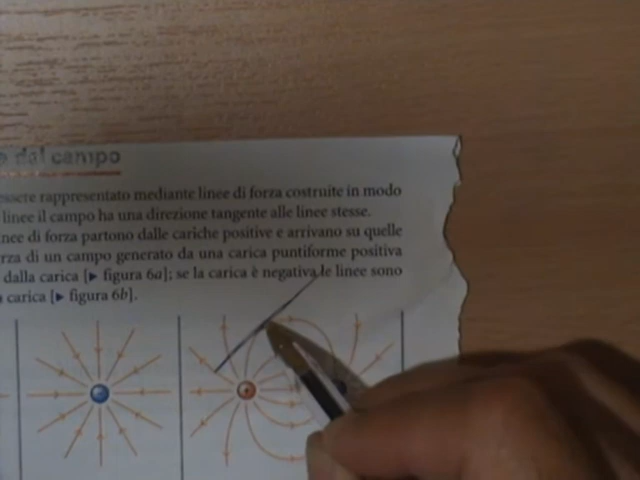 del campo
essere rappresentato mediante linee di forza costruite in modo
linee il campo ha una direzione tangente alle linee stesse.
nee di forza partono dalle cariche positive e arrivano su quelle
rza di un campo generato da una carica puntiforme positiva
dalla carica [▸ figura 6a]; se la carica è negativa le linee sono
carica [▸ figura 6b].
+